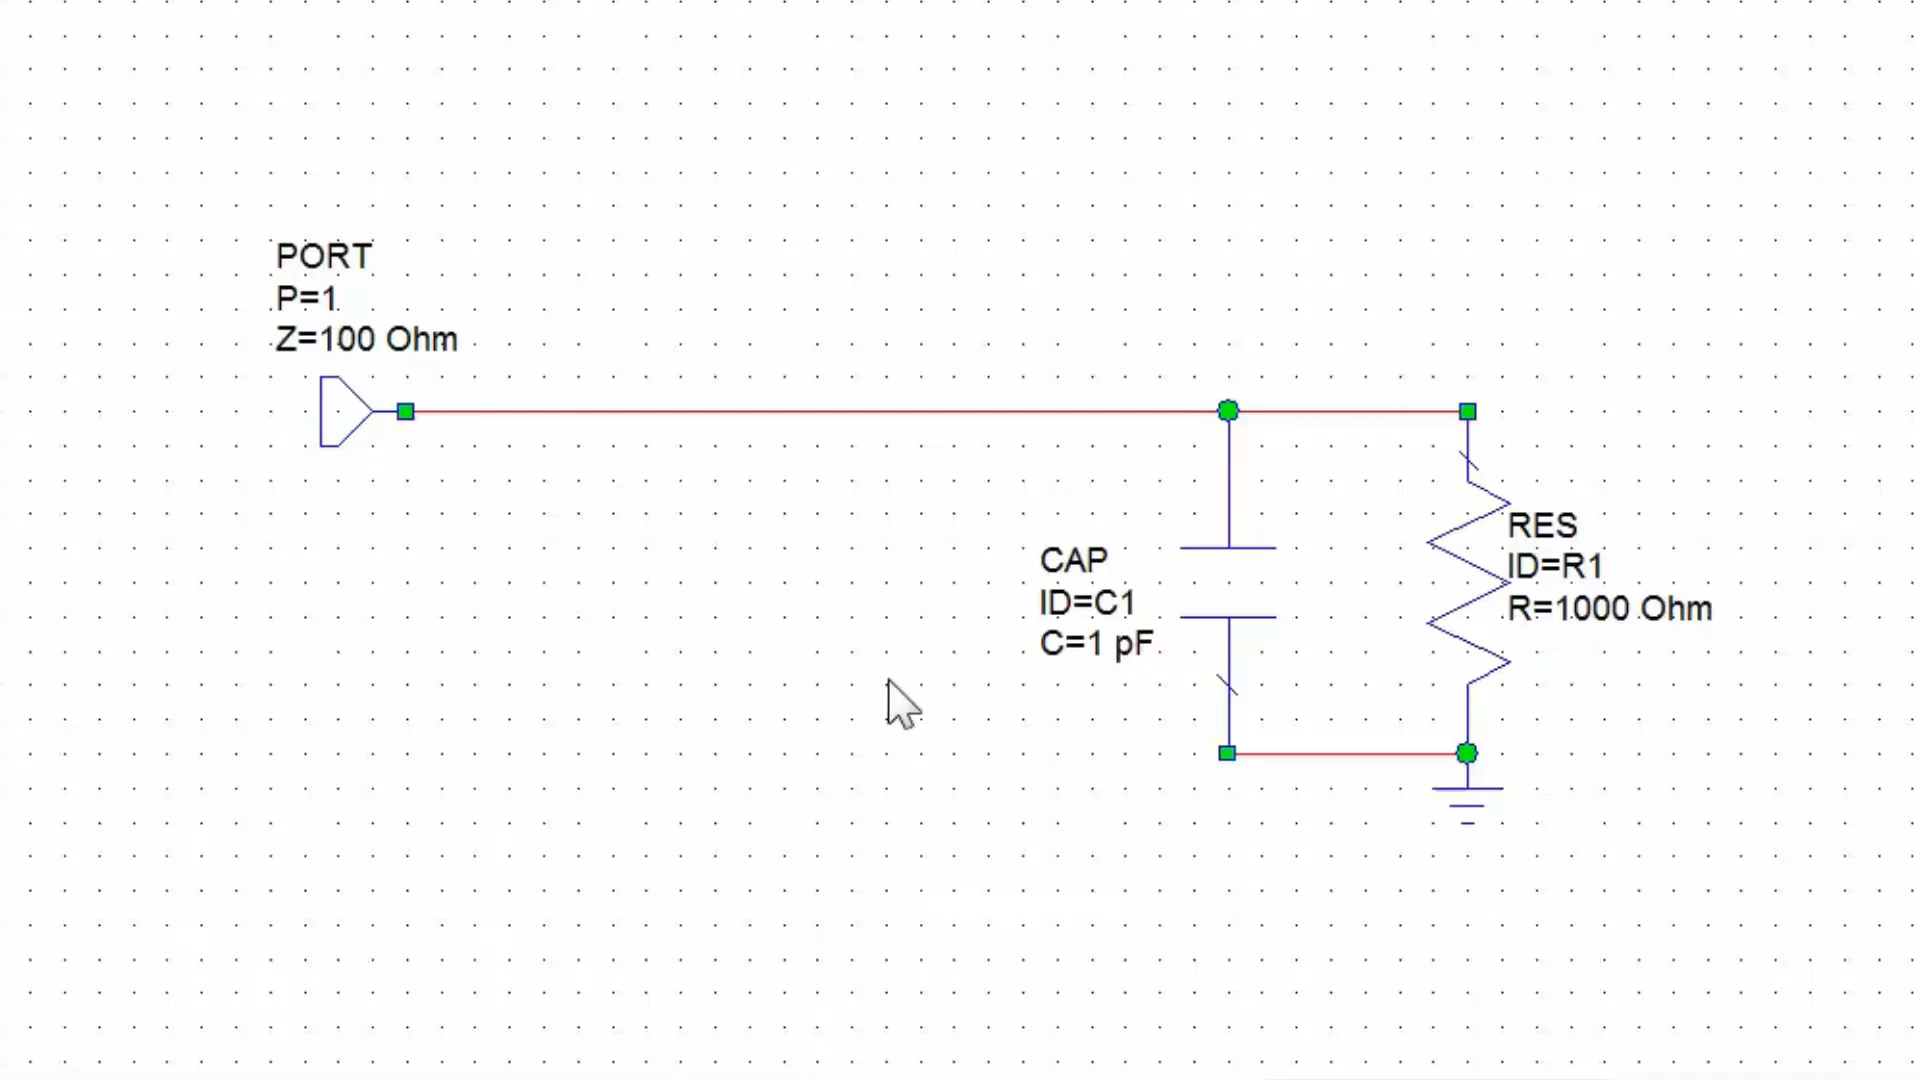 PORT
P=1
Z=100 Ohm
CAP
ID=C1
C=1 pF
RES
ID=R1
R=1000 Ohm